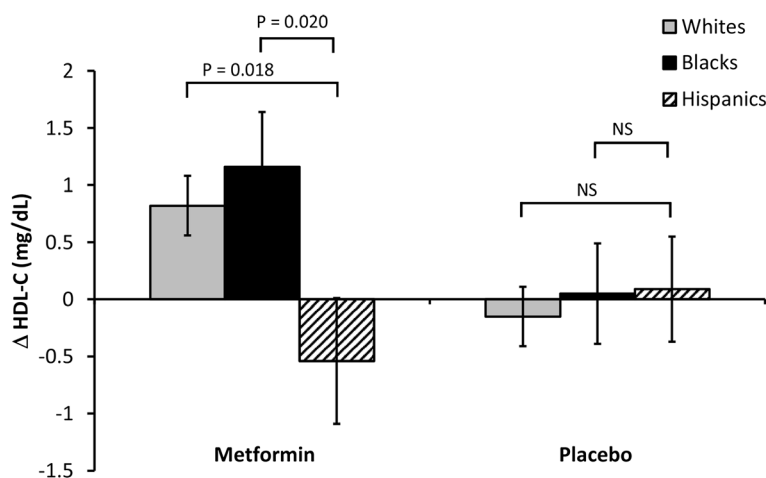 P = 0.020
P = 0.018
Whites
Blacks
Hispanics
NS
NS
Δ HDL-C (mg/dL)
2
1.5
1
0.5
0
-0.5
-1
-1.5
Metformin
Placebo